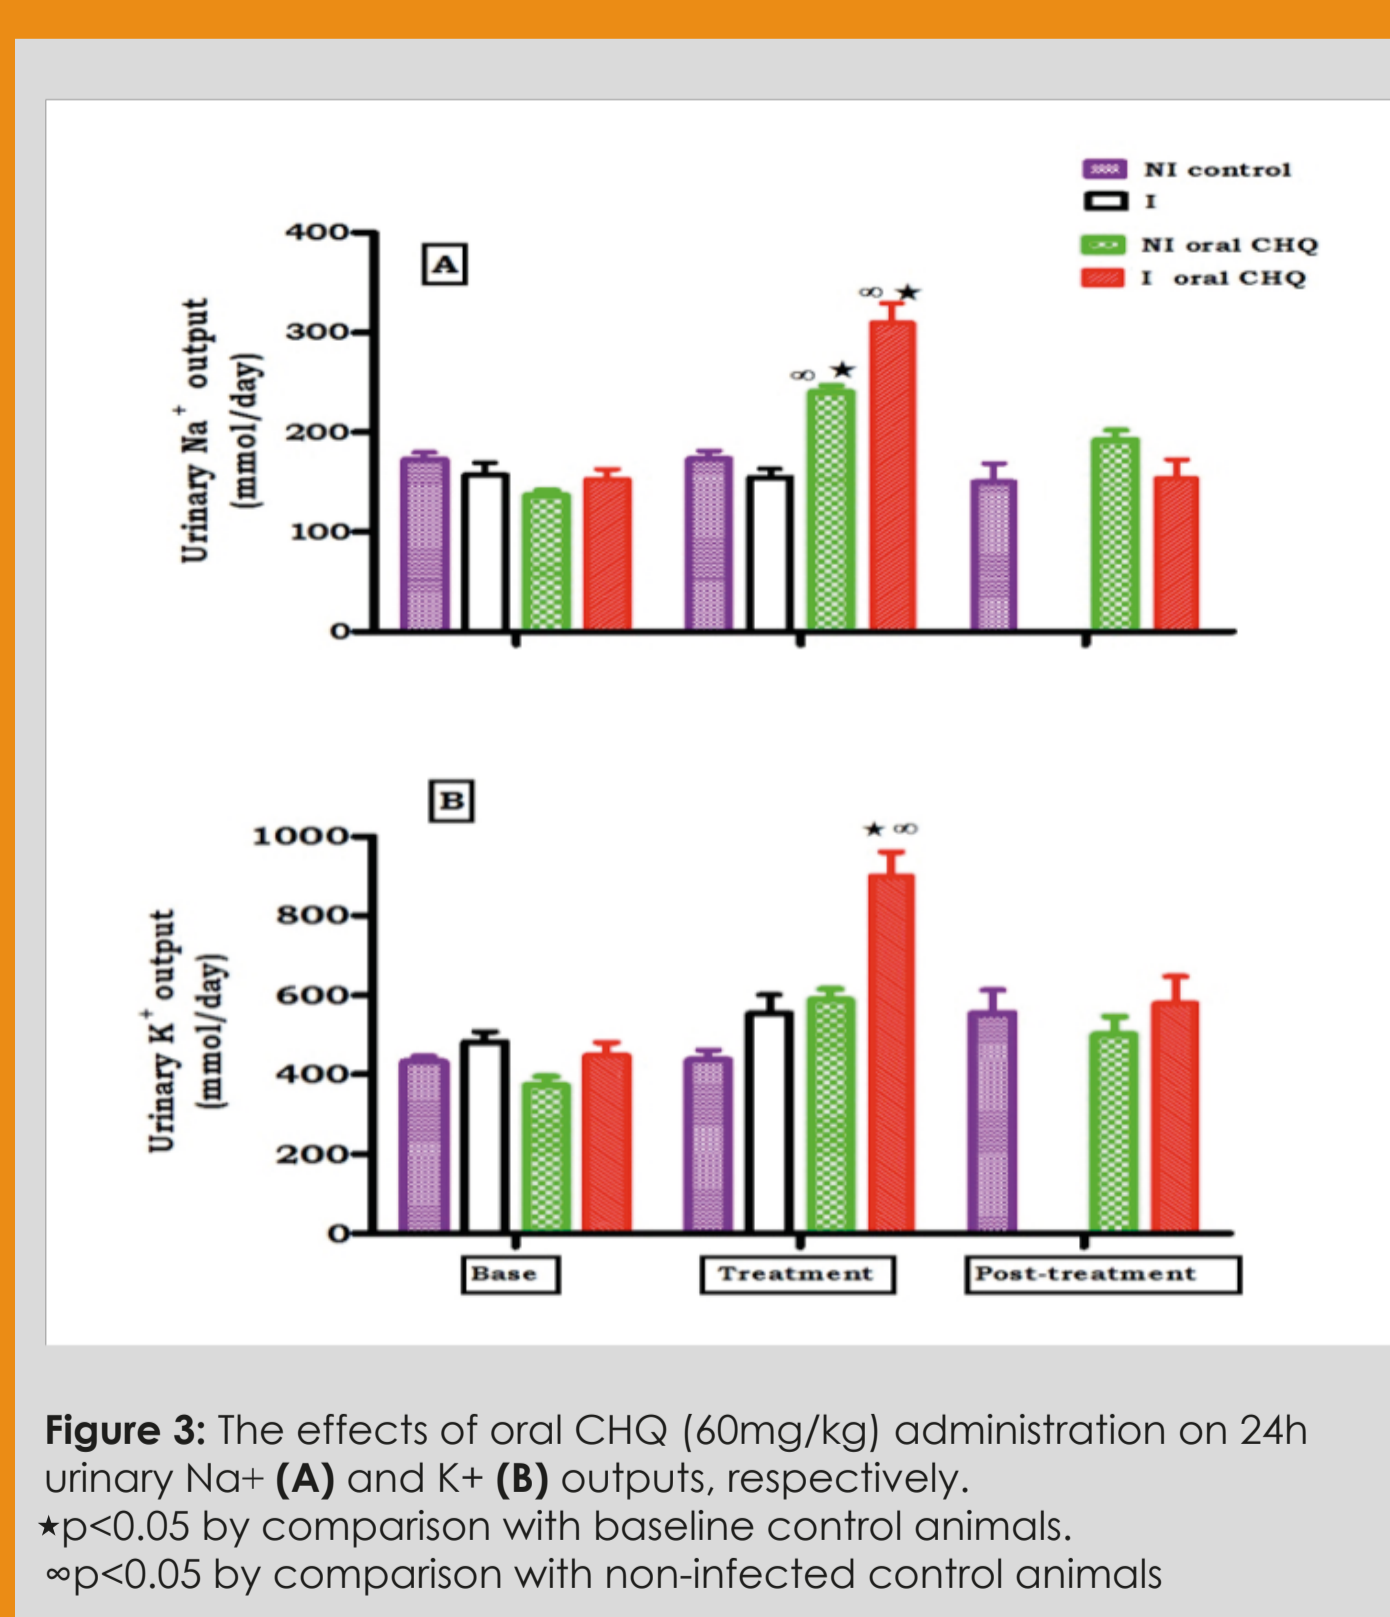 NI control
I
NI oral CHQ
I oral CHQ
400
A
∞ ★
300
∞ ★
200
100
0
Urinary Na⁺ output
(mmol/day)
B
★ ∞
1000
800
600
400
200
0
Urinary K⁺ output
(mmol/day)
Base
Treatment
Post-treatment
Figure 3: The effects of oral CHQ (60mg/kg) administration on 24h
urinary Na+ (A) and K+ (B) outputs, respectively.
★p<0.05 by comparison with baseline control animals.
∞p<0.05 by comparison with non-infected control animals